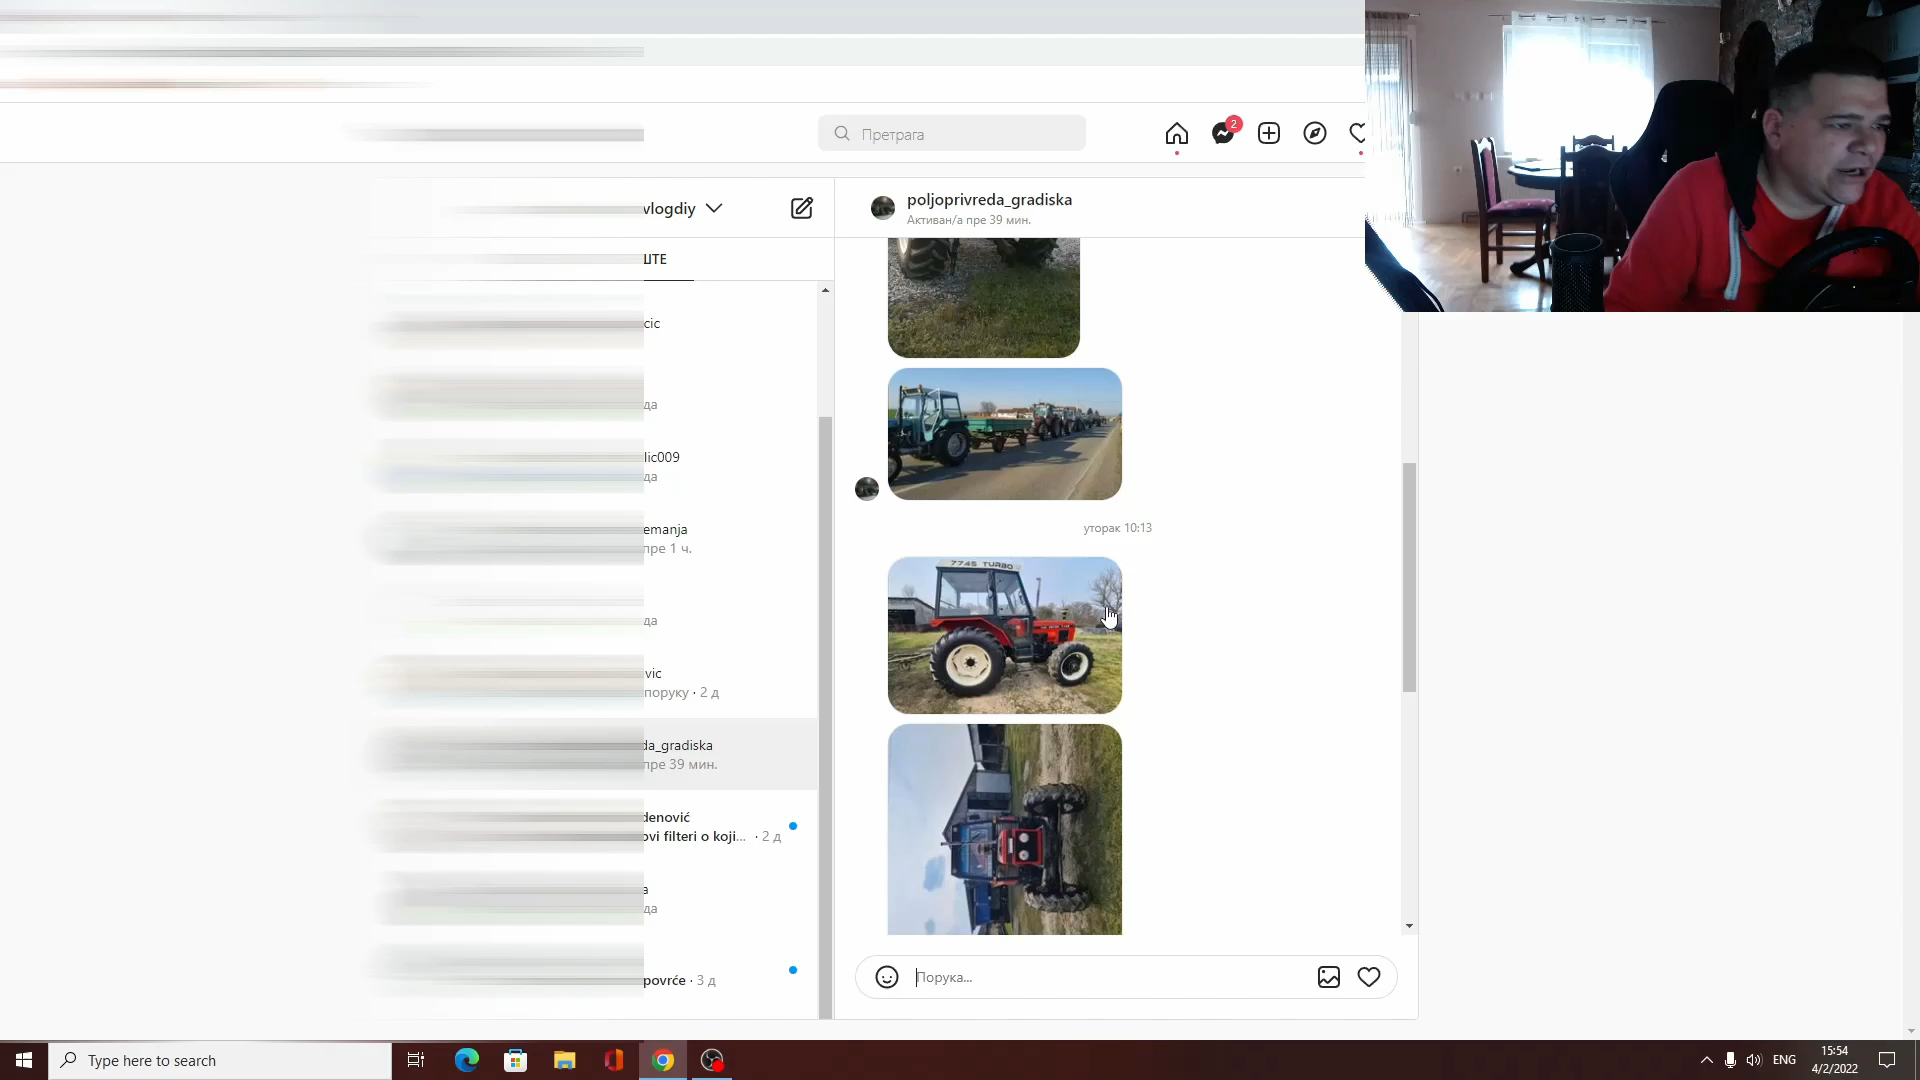 Претрага
2
vlogdiy
poljoprivreda_gradiska
Активан/а пре 39 мин.
ШТЕ
cic
да
lic009
да
emanja
пре 1 ч.
да
vic
поруку · 2 д
da_gradiska
пре 39 мин.
denović
ovi filteri o koji... · 2 д
a
да
povrće · 3 д
уторак 10:13
7745 TURBO
Порука...
Type here to search
ENG
15:54
4/2/2022